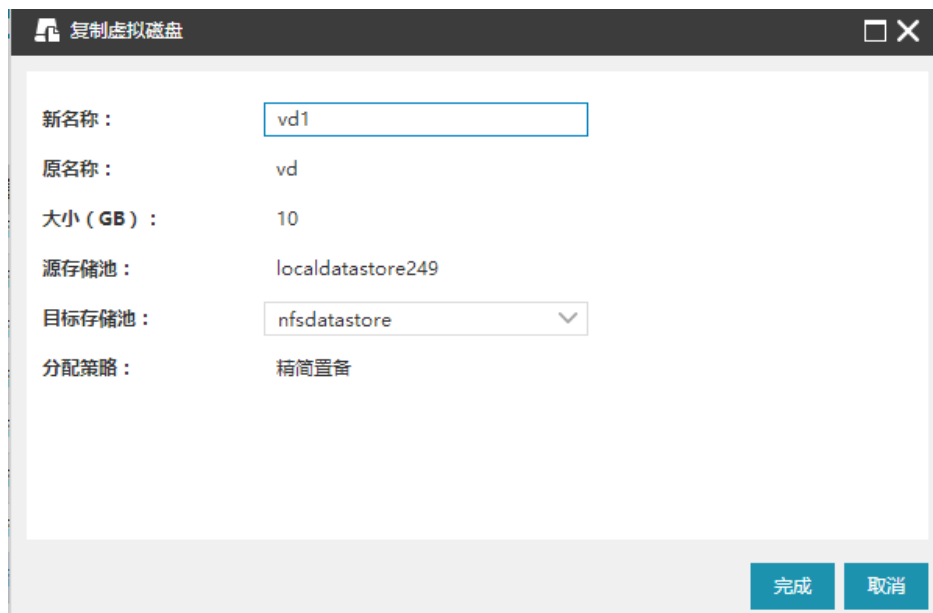 复制虚拟磁盘
新名称： vd1
原名称： vd
大小（GB）： 10
源存储池： localdatastore249
目标存储池： nfsdatastore
分配策略： 精简置备
完成 取消